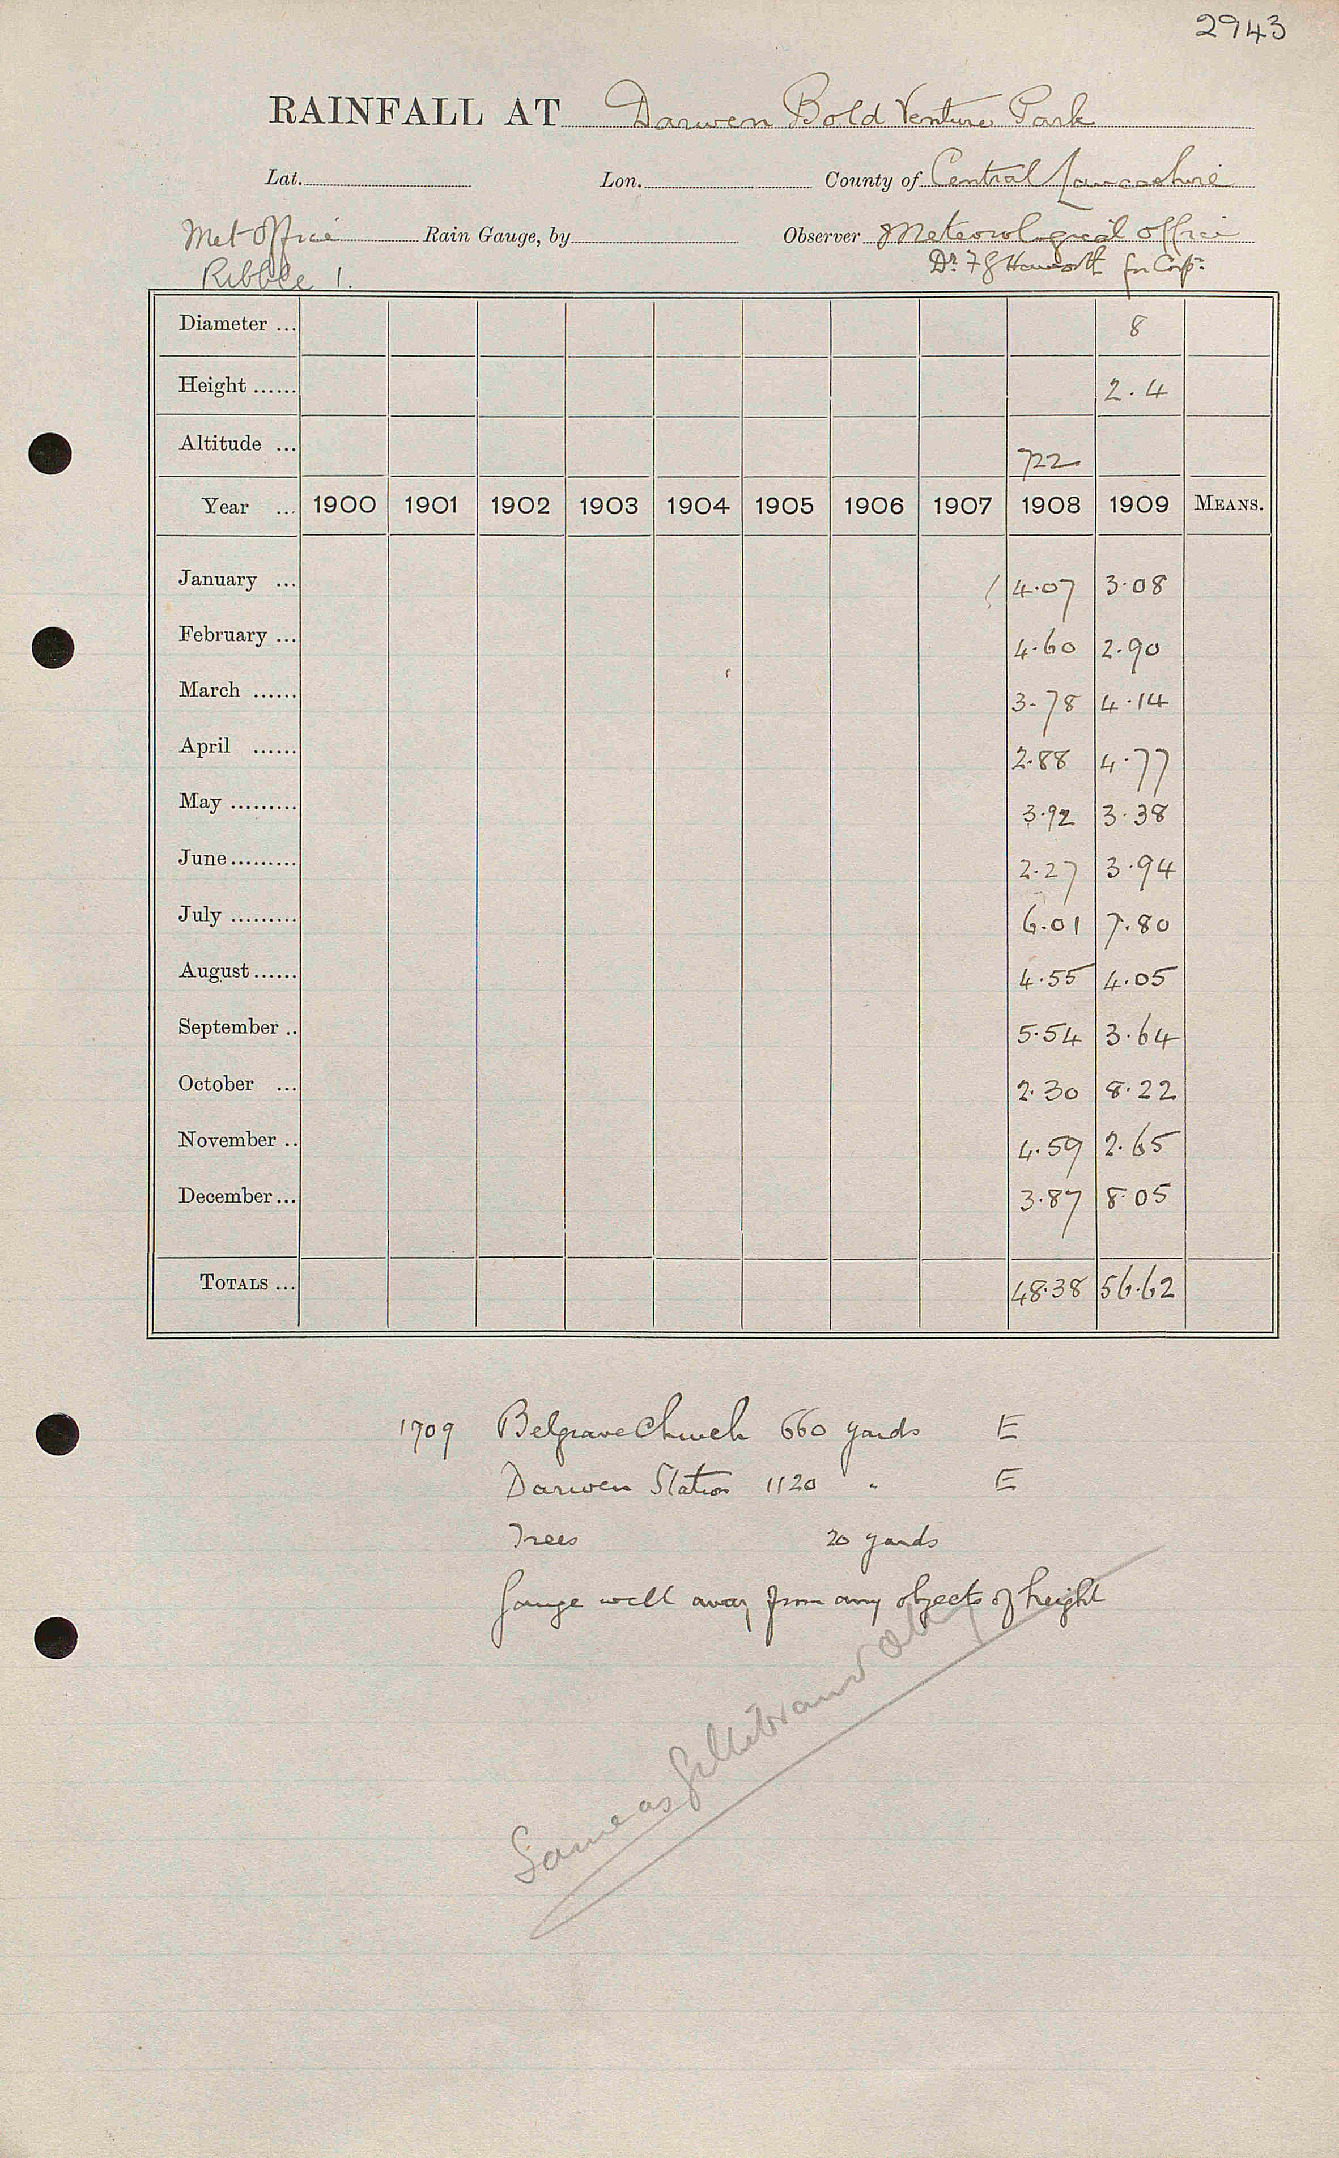 2943
RAINFALL AT Darwen Bold Venture Park
Lat. Lon. County of Central Lancashire
Met Office Rain Gauge, by Observer Meteorological Office
Ribble 1. Dr. F G Haworth for Corp.
Diameter ... 8
Height ...... 2.4
Altitude ... 722
Year ... 1900 1901 1902 1903 1904 1905 1906 1907 1908 1909 MEANS.
January ... 4.07 3.08
February ... 4.60 2.90
March ...... 3.78 4.14
April ...... 2.88 4.77
May ......... 3.92 3.38
June ......... 2.27 3.94
July ......... 6.01 7.80
August ...... 4.55 4.05
September .. 5.54 3.64
October ... 2.30 8.22
November .. 4.59 2.65
December ... 3.87 8.05
TOTALS ... 48.38 56.62
1909 Belgrave Church 660 yards E
Darwen Station 1120 " E
Trees 20 yards
Gauge well away from any objects of height
Same as Gillibrand